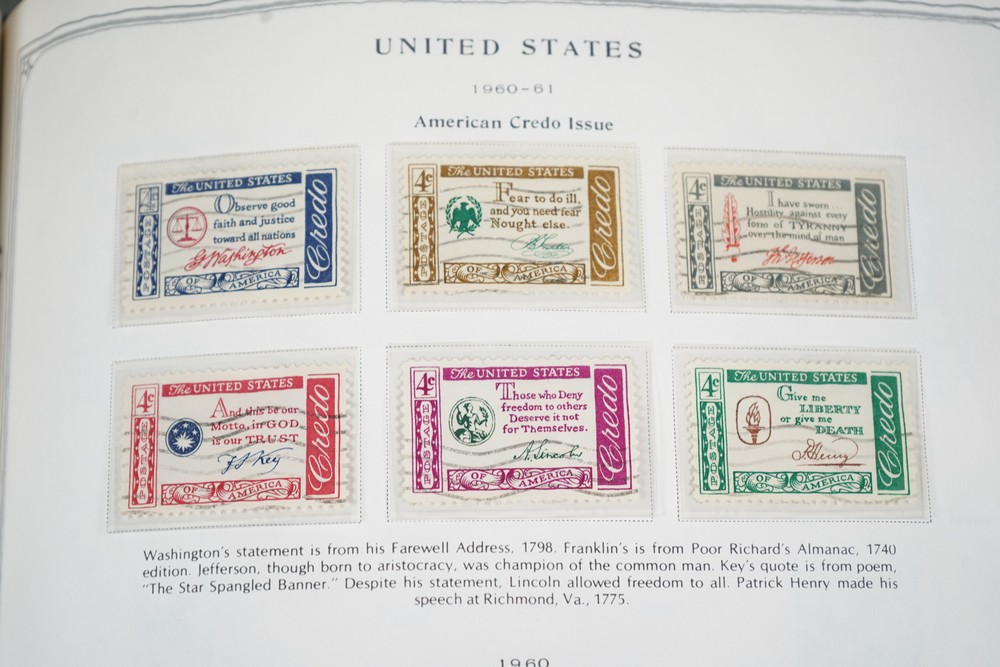 UNITED STATES
1960-61
American Credo Issue
4c
The UNITED STATES
Observe good
faith and justice
toward all nations
G Washington
POSTAGE
OF AMERICA
Credo
4c
The UNITED STATES
Fear to do ill,
and you need fear
Nought else.
POSTAGE
OF AMERICA
Credo
4c
The UNITED STATES
I have sworn ...
Hostility against every
form of TYRANNY
over the mind of man
Th Jefferson
POSTAGE
OF AMERICA
Credo
4c
The UNITED STATES
And this be our
Motto, in GOD
is our TRUST
F S Key
POSTAGE
OF AMERICA
Credo
4c
The UNITED STATES
Those who Deny
freedom to others
Deserve it not
for Themselves.
A. Lincoln
POSTAGE
OF AMERICA
Credo
4c
The UNITED STATES
Give me
LIBERTY
or give me
DEATH
P. Henry
POSTAGE
OF AMERICA
Credo
Washington's statement is from his Farewell Address, 1798. Franklin's is from Poor Richard's Almanac, 1740
edition. Jefferson, though born to aristocracy, was champion of the common man. Key's quote is from poem,
"The Star Spangled Banner." Despite his statement, Lincoln allowed freedom to all. Patrick Henry made his
speech at Richmond, Va., 1775.
1960